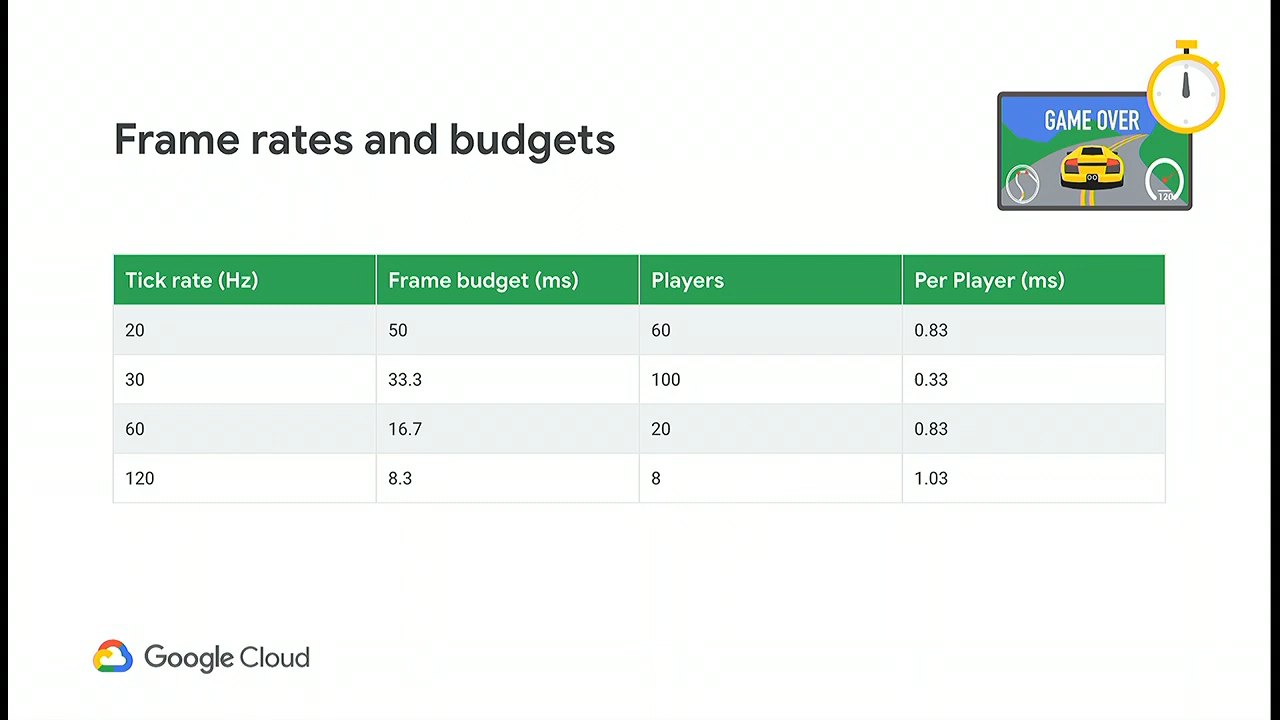 GAME OVER
Frame rates and budgets
120
Tick rate (Hz) Frame budget (ms) Players Per Player (ms)
20 50 60 0.83
30 33.3 100 0.33
60 16.7 20 0.83
120 8.3 8 1.03
Google Cloud